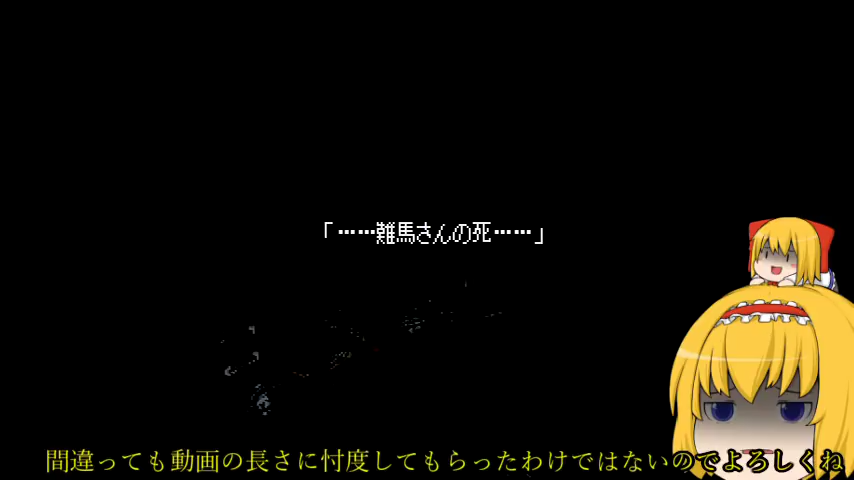 「……難馬さんの死……」
間違っても動画の長さに忖度してもらったわけではないのでよろしくね